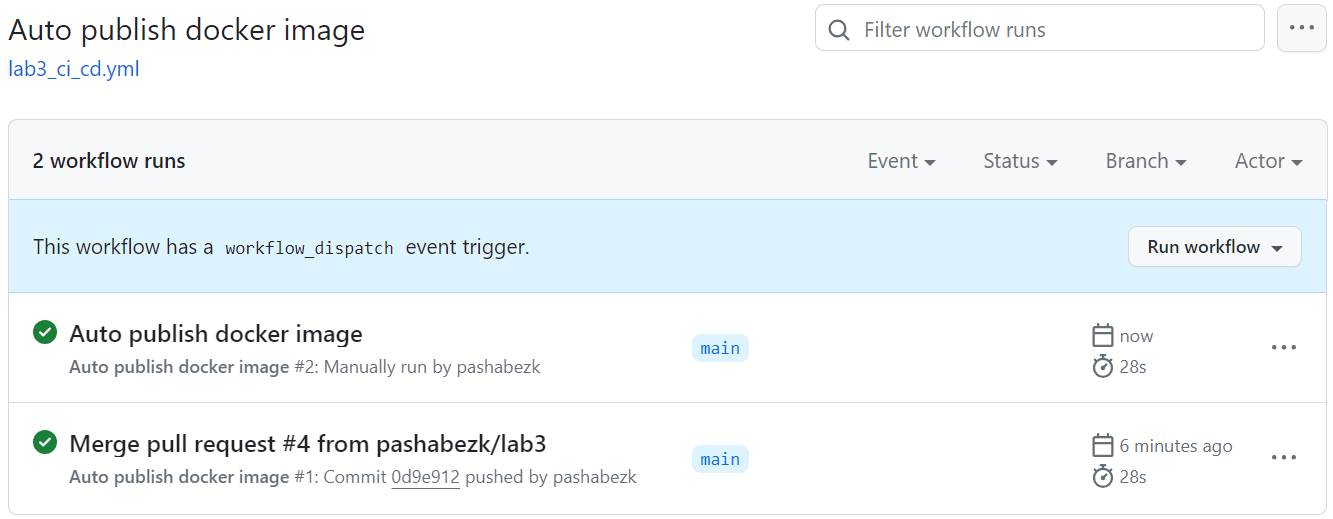 Auto publish docker image
Filter workflow runs
lab3_ci_cd.yml
2 workflow runs
Event
Status
Branch
Actor
This workflow has a workflow_dispatch event trigger.
Run workflow
Auto publish docker image
Auto publish docker image #2: Manually run by pashabezk
main
now
28s
Merge pull request #4 from pashabezk/lab3
Auto publish docker image #1: Commit 0d9e912 pushed by pashabezk
main
6 minutes ago
28s